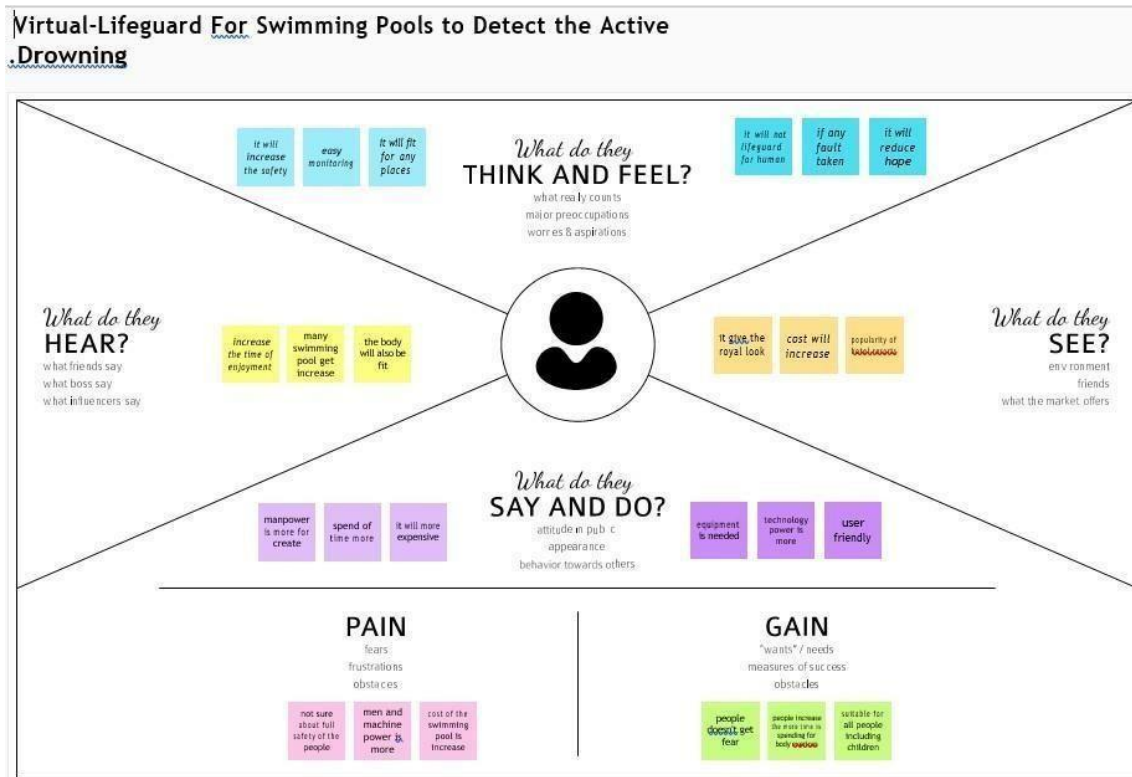 Virtual-Lifeguard For Swimming Pools to Detect the Active
.Drowning
it will
increase
the safety
easy
monitoring
it will fit
for any
places
What do they
THINK AND FEEL?
what really counts
major preoccupations
worries & aspirations
it will not
lifeguard
for human
if any
fault
taken
it will
reduce
hope
What do they
HEAR?
what friends say
what boss say
what influencers say
increase
the time of
enjoyment
many
swimming
pool get
increase
the body
will also be
fit
it give the
royal look
cost will
increase
popularity of
What do they
SEE?
environment
friends
what the market offers
What do they
SAY AND DO?
attitude in public
appearance
behavior towards others
manpower
is more for
create
spend of
time more
it will more
expensive
equipment
is needed
technology
power is
more
user
friendly
PAIN
fears
frustrations
obstacles
not sure
about full
safety of the
people
men and
machine
power is
more
cost of the
swimming
pool is
increase
GAIN
"wants" / needs
measures of success
obstacles
people
doesn't get
fear
people increase
the more time is
spending for
body
suitable for
all people
including
children